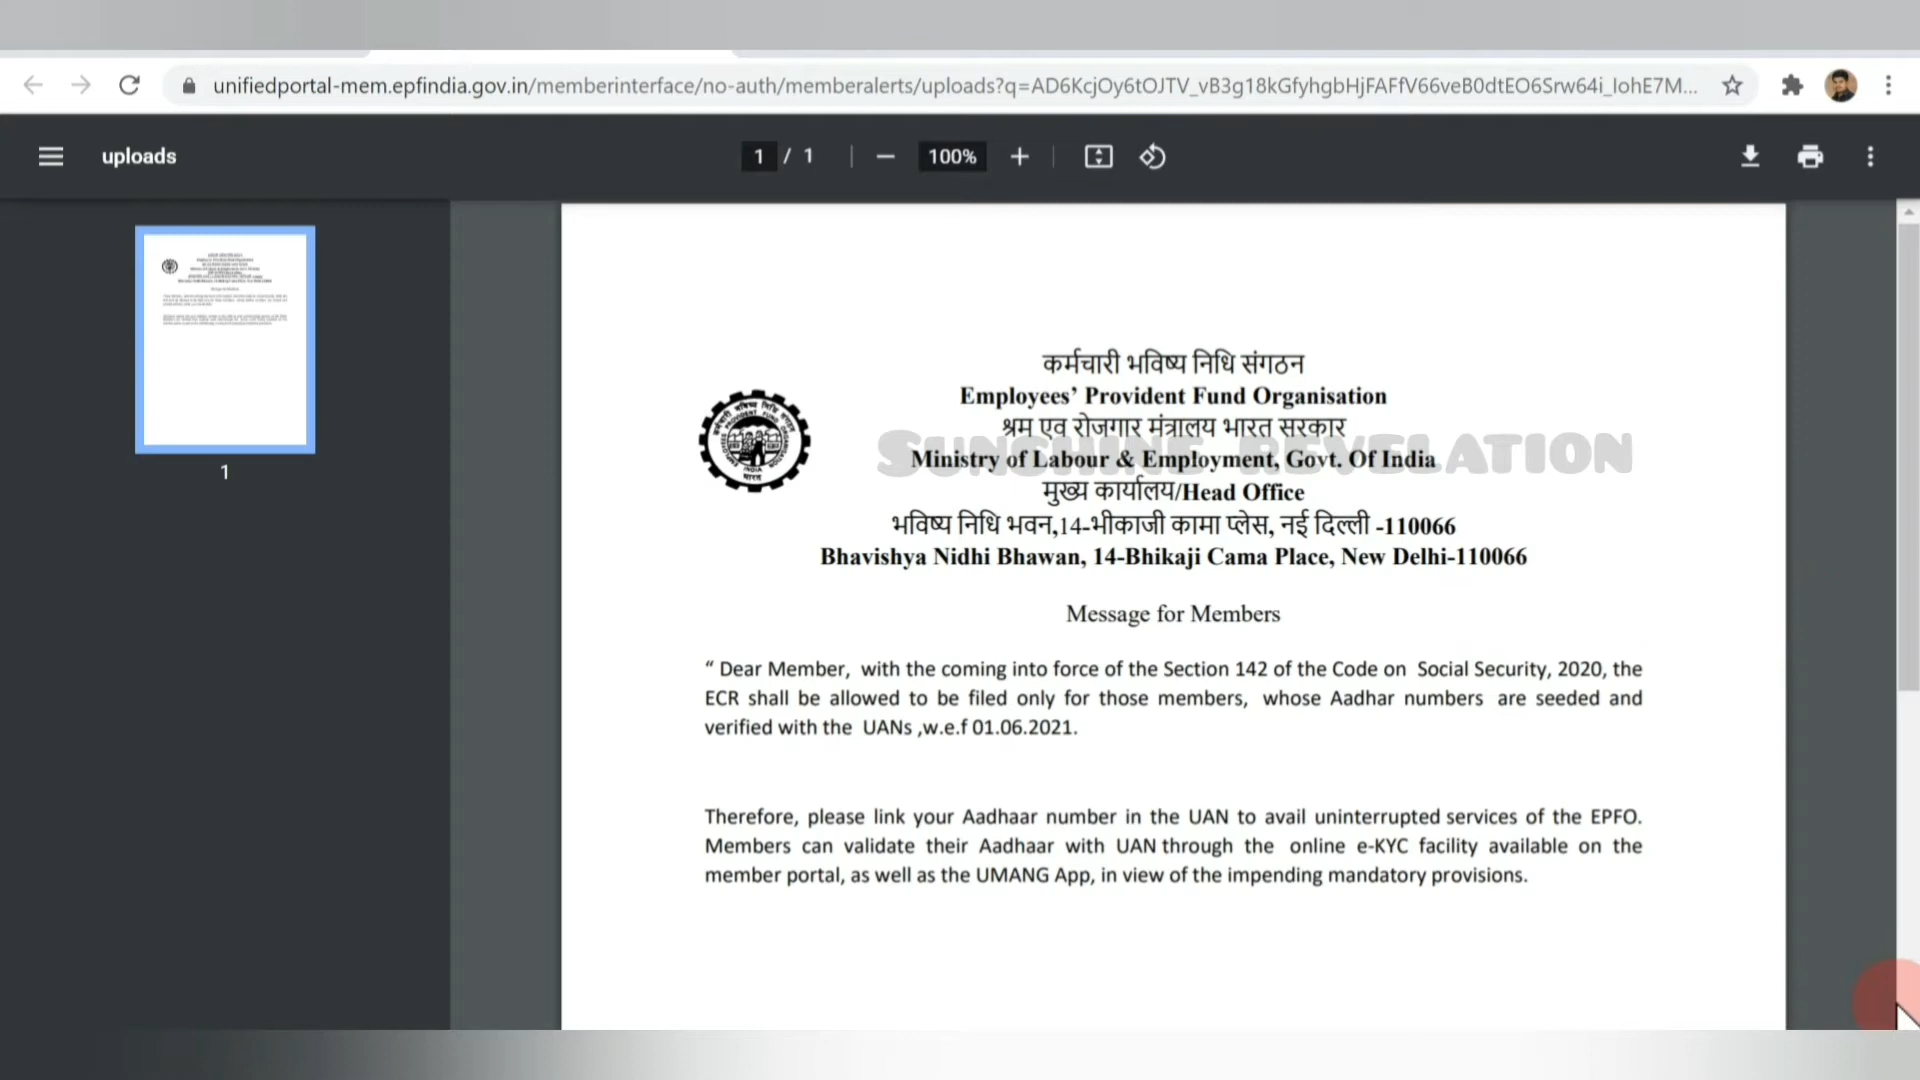 unifiedportal-mem.epfindia.gov.in/memberinterface/no-auth/memberalerts/uploads?q=AD6KcjOy6tOJTV_vB3g18kGfyhgbHjFAFfV66veB0dtEO6Srw64i_IohE7M...
uploads
1 / 1
100%
1
कर्मचारी भविष्य निधि संगठन
Employees’ Provident Fund Organisation
श्रम एव रोजगार मंत्रालय भारत सरकार
SUNSHINE REVELATION
Ministry of Labour & Employment, Govt. Of India
मुख्य कार्यालय/Head Office
भविष्य निधि भवन,14-भीकाजी कामा प्लेस, नई दिल्ली -110066
Bhavishya Nidhi Bhawan, 14-Bhikaji Cama Place, New Delhi-110066
Message for Members
“ Dear Member, with the coming into force of the Section 142 of the Code on Social Security, 2020, the
ECR shall be allowed to be filed only for those members, whose Aadhar numbers are seeded and
verified with the UANs ,w.e.f 01.06.2021.
Therefore, please link your Aadhaar number in the UAN to avail uninterrupted services of the EPFO.
Members can validate their Aadhaar with UAN through the online e-KYC facility available on the
member portal, as well as the UMANG App, in view of the impending mandatory provisions.